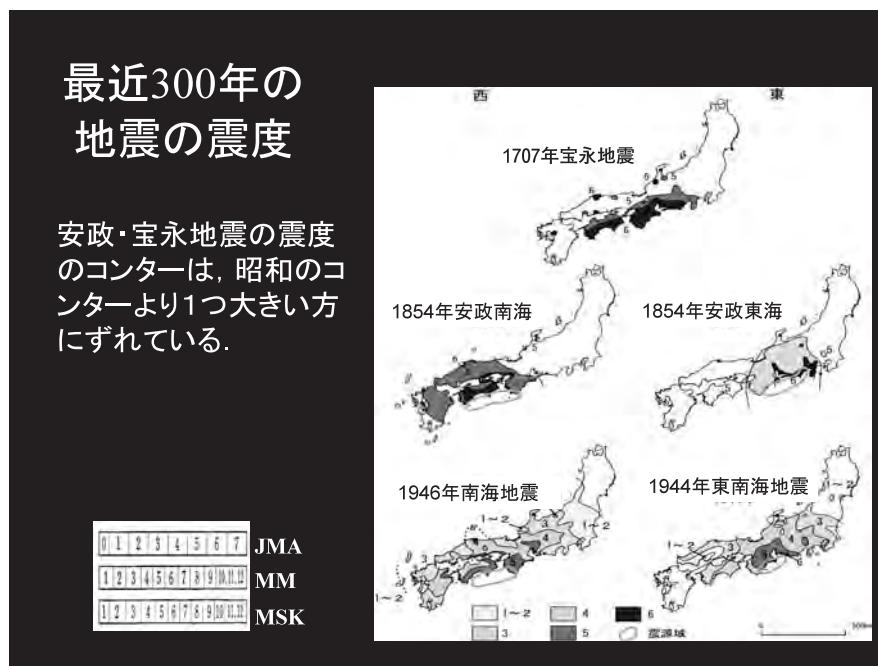 最近300年の
地震の震度
安政・宝永地震の震度
のコンターは，昭和のコ
ンターより１つ大きい方
にずれている．
西 東
1707年宝永地震
1854年安政南海 1854年安政東海
1946年南海地震 1944年東南海地震
0 1 2 3 4 5 6 7 JMA
1 2 3 4 5 6 7 8 9 10.11.12 MM
1 2 3 4 5 6 7 8 9 10 11.12 MSK
1～2 4 6
3 5 震源域